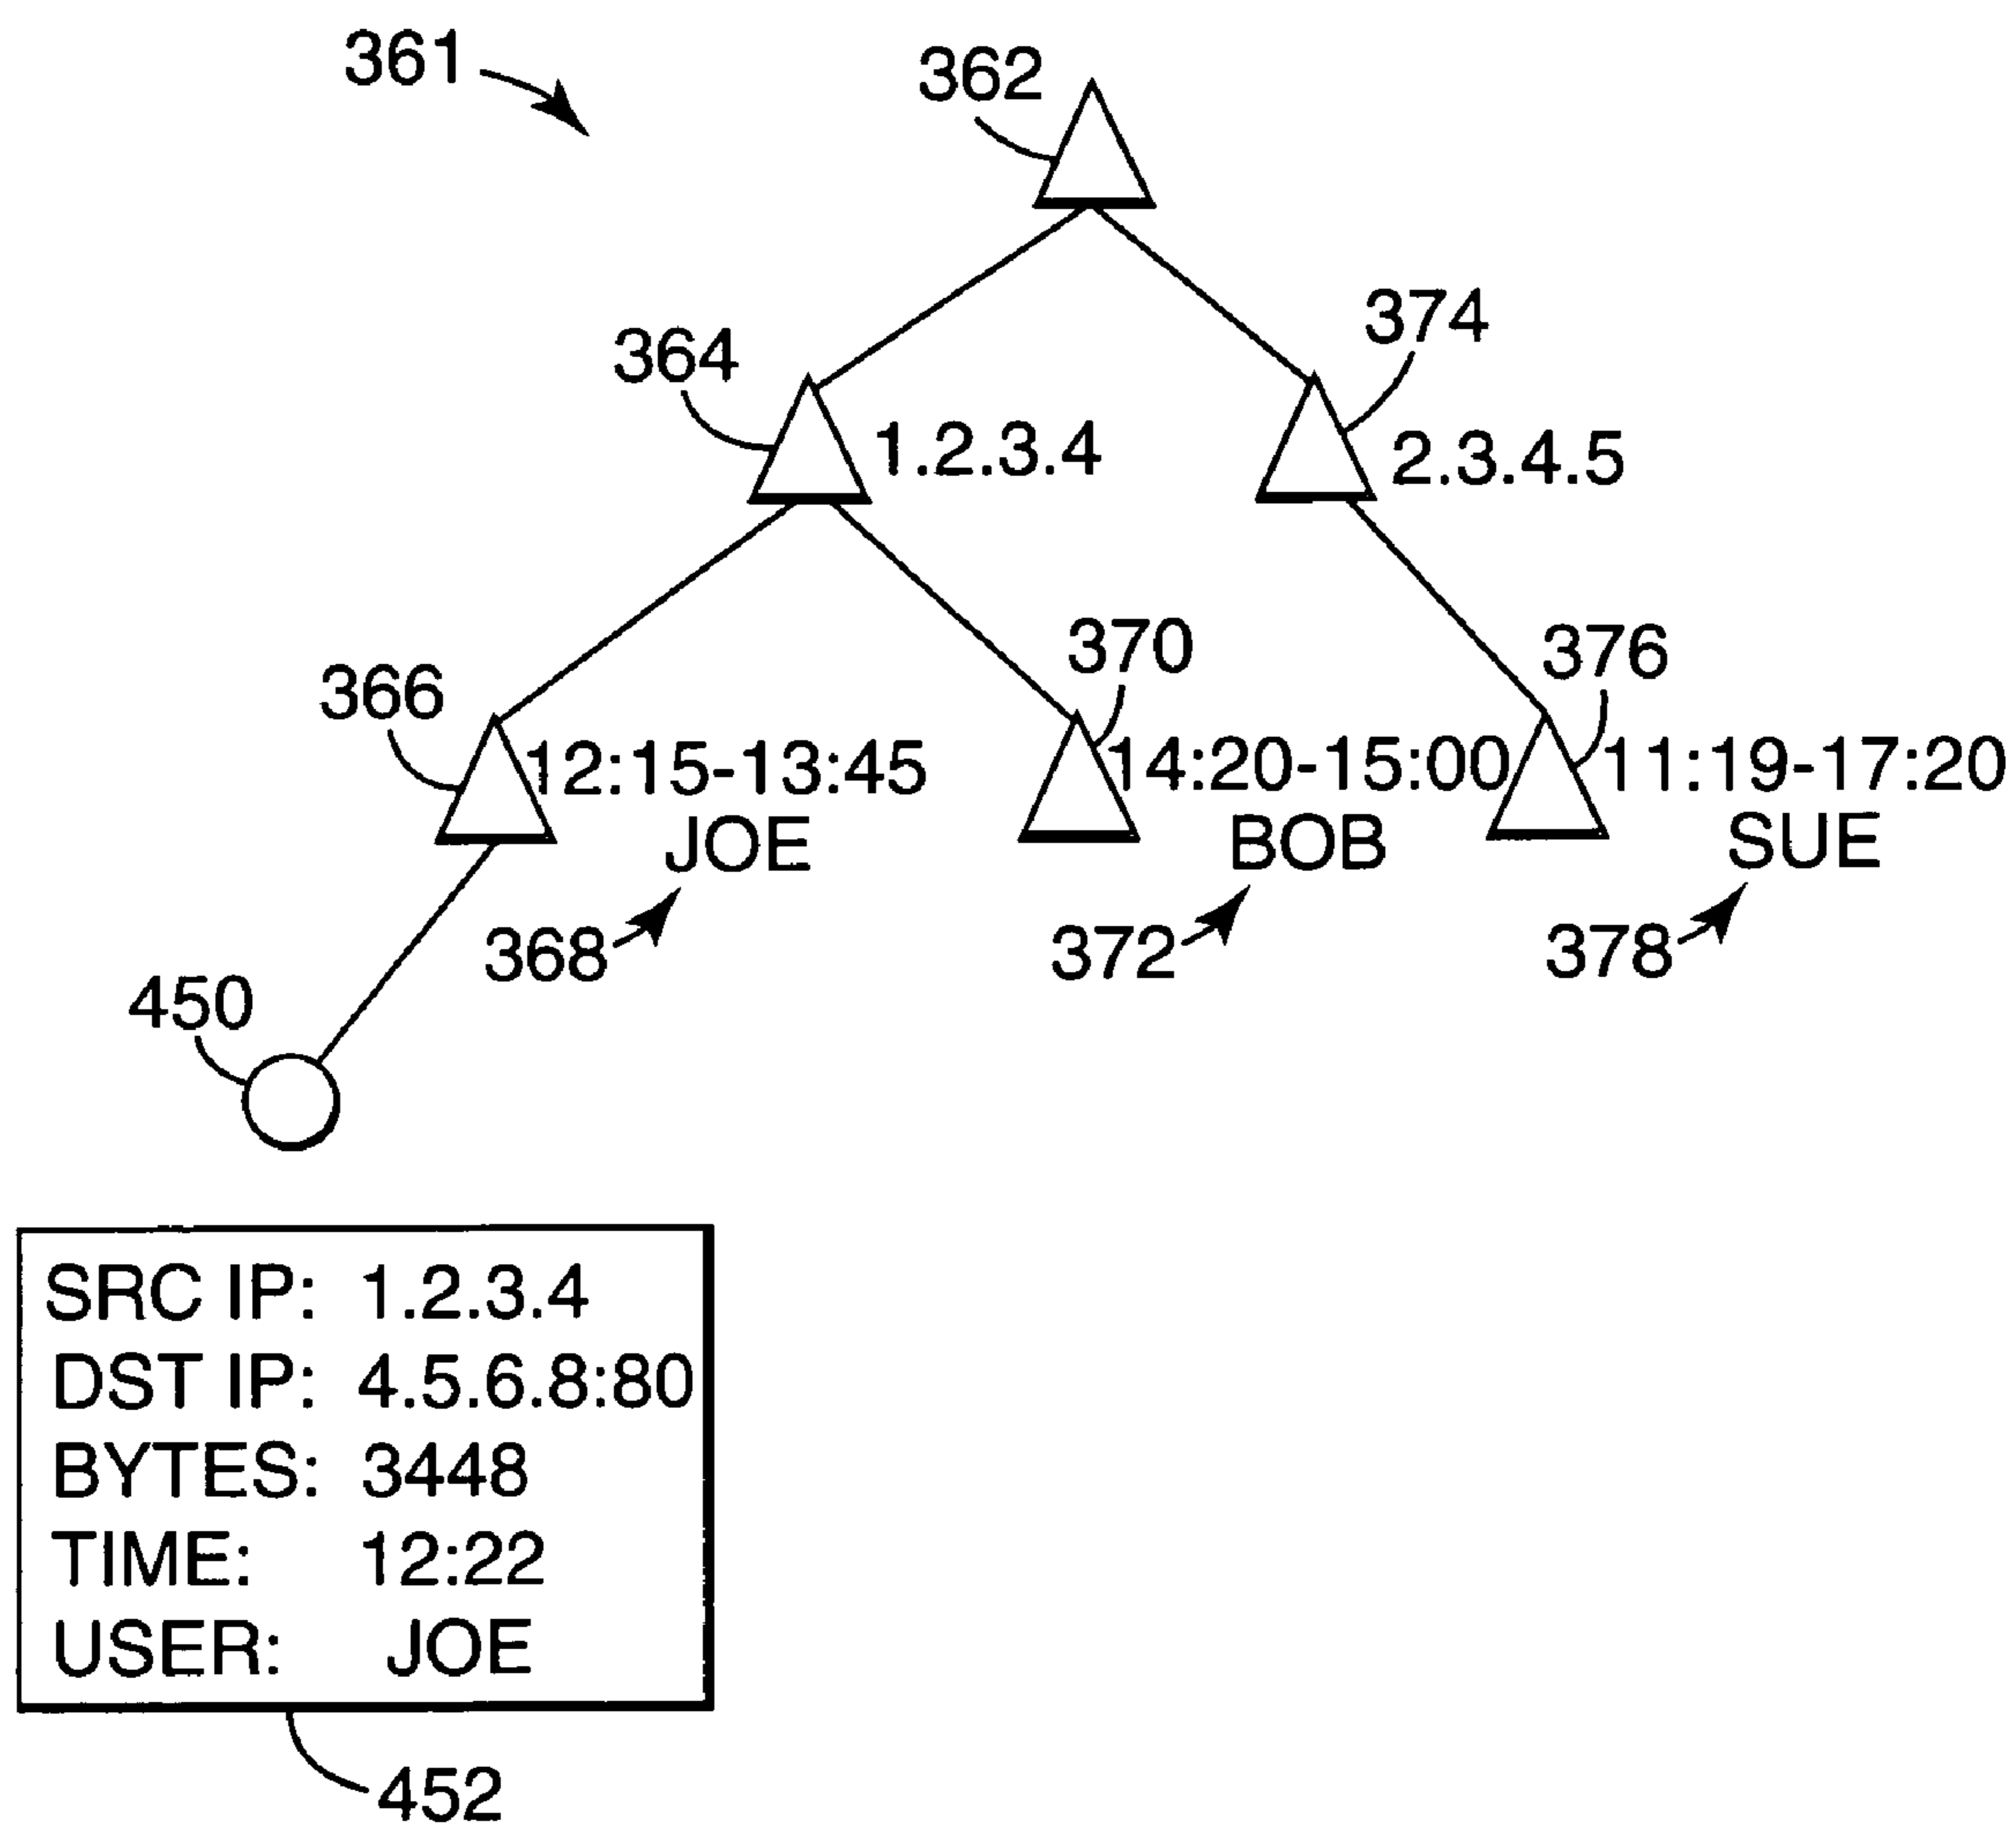 361
362
374
364
1.2.3.4
2.3.4.5
370
376
366
12:15-13:45
14:20-15:00
11:19-17:20
JOE
BOB
SUE
368
372
378
450
SRC IP: 1.2.3.4
DST IP: 4.5.6.8:80
BYTES: 3448
TIME: 12:22
USER: JOE
452